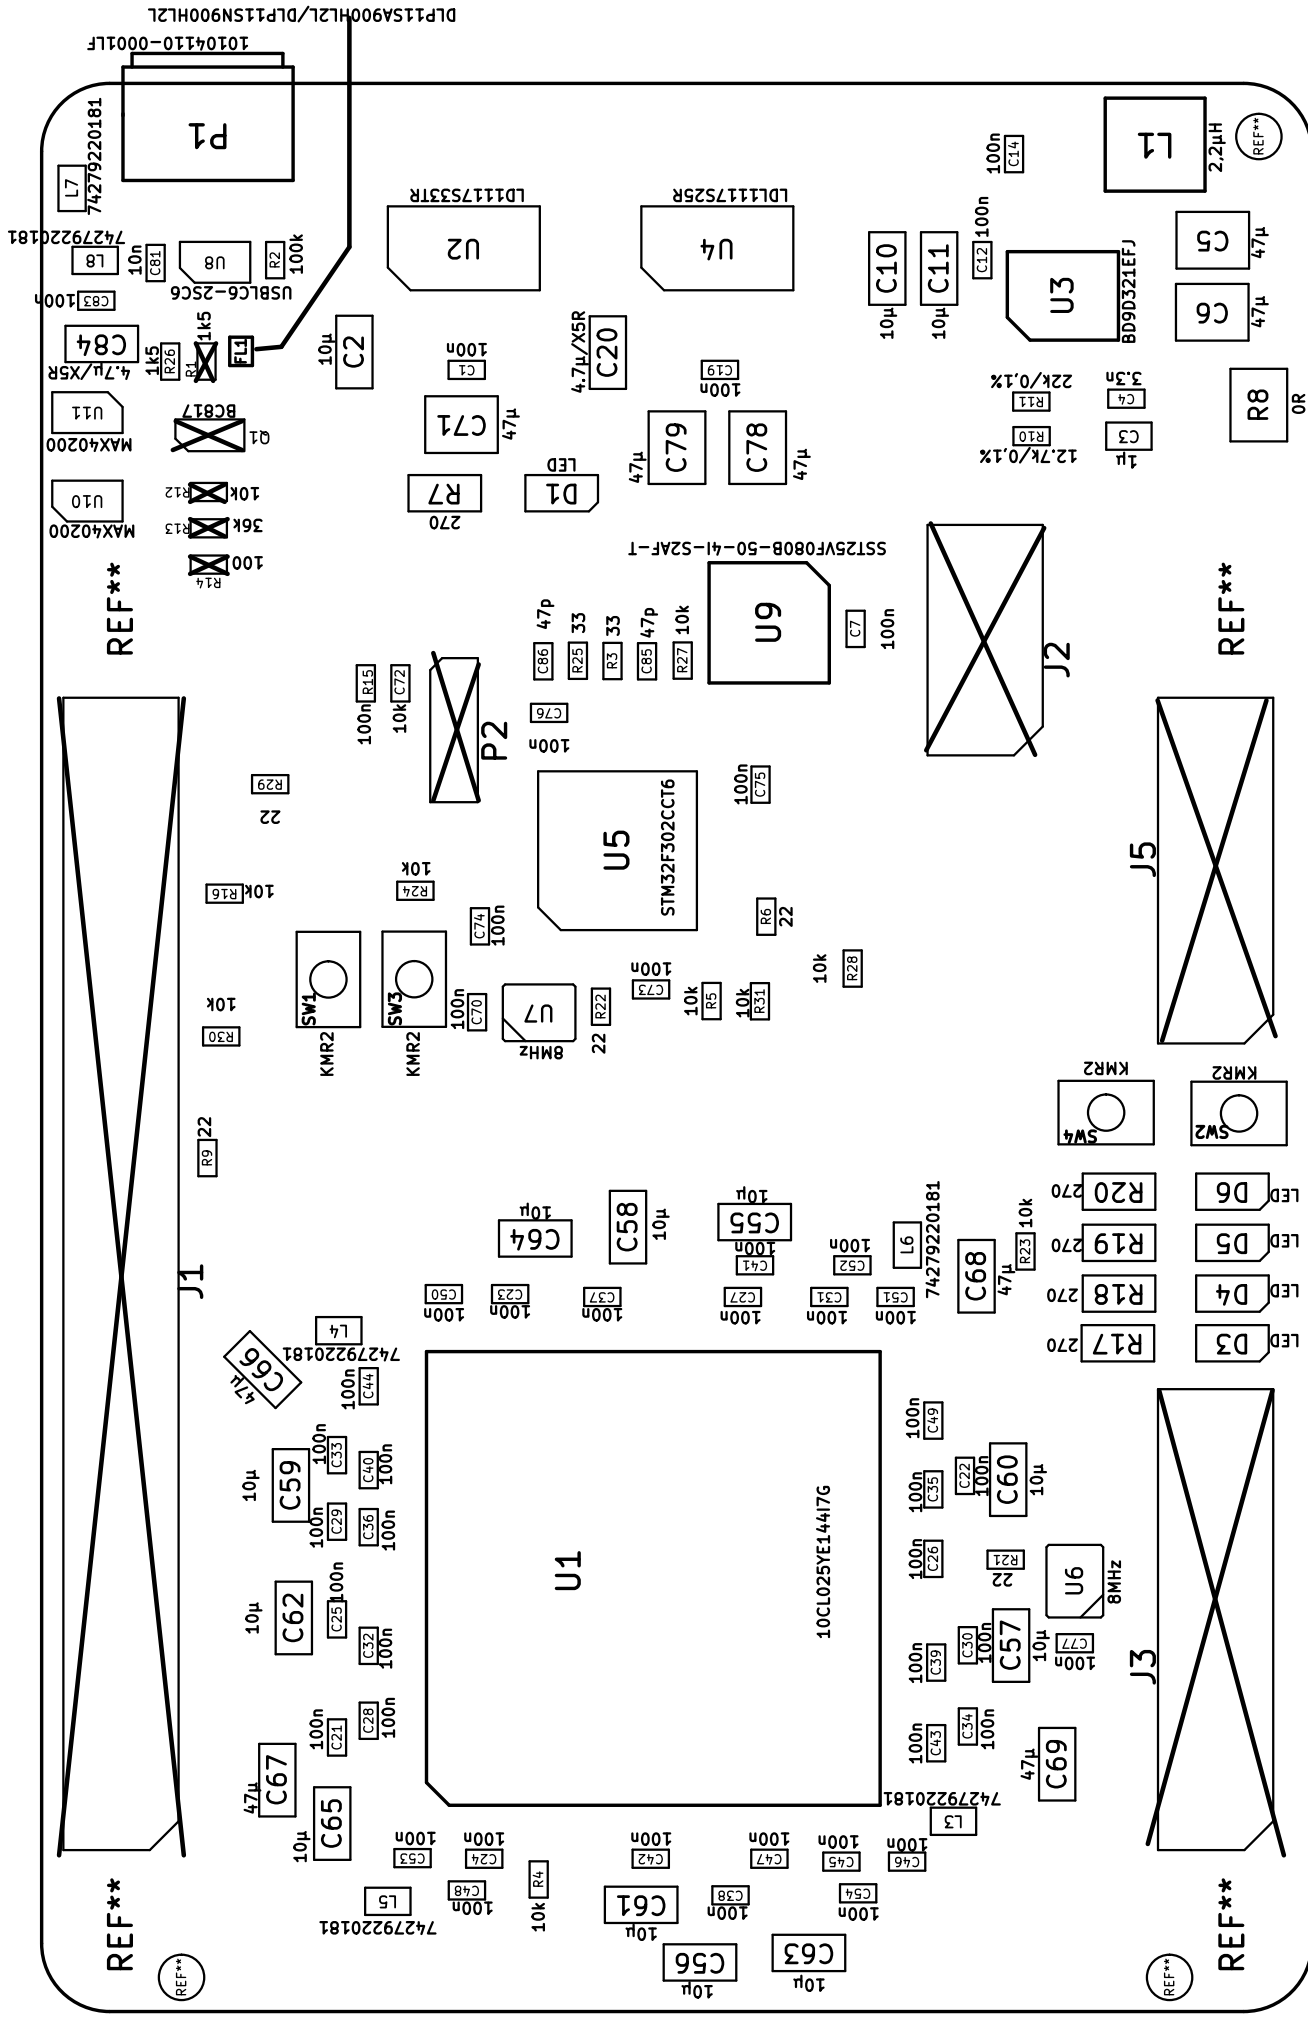 DLP11SA900HL2L/DLP11SN900HL2L
10104110-0001LF
P1
74279220181
L7
74279220181
L8
10n
C81
U8
USBLC6-2SC6
R2
100k
100n
C83
C84
4.7µ/X5R
1k5
R26
R1
1k5
FL1
U11
MAX40200
BC817
Q1
U10
MAX40200
R12
10k
R13
36k
100
R14
REF**
LD1117S33TR
U2
LDL1117S25R
U4
10µ
C2
100n
C1
C71
47µ
R7
270
LED
D1
4.7µ/X5R
C20
C19
100n
47µ
C79
C78
47µ
C10
10µ
C11
10µ
100n
C12
100n
C14
L1
2,2µH
REF**
U3
BD9D321EFJ
C5
47µ
C6
47µ
22k/0,1%
R11
R10
12.7k/0,1%
3.3n
C4
C3
1µ
R8
0R
SST25VF080B-50-4I-S2AF-T
U9
C7
100n
J2
REF**
47p
C86
33
R25
33
R3
47p
C85
10k
R27
R15
100n
C72
10k
P2
C76
100n
R29
22
U5
STM32F302CCT6
100n
C75
J5
R16
10k
10k
R24
C74
100n
R6
22
10k
R28
SW1
KMR2
SW3
KMR2
10k
R30
100n
C70
U7
8MHz
R22
22
100n
C73
10k
R5
10k
R31
KMR2
SW4
KMR2
SW2
22
R9
J1
10µ
C64
C58
10µ
10µ
C55
100n
C41
100n
C52
L6
74279220181
C68
47µ
10k
R23
270
R20
D6
LED
270
R19
D5
LED
270
R18
D4
LED
270
R17
D3
LED
C50
100n
C23
100n
C37
100n
C27
100n
C31
100n
C51
100n
L4
74279220181
C66
47µ
100n
C44
100n
C33
C40
100n
10µ
C59
100n
C29
C36
100n
10µ
C62
100n
C25
C32
100n
100n
C21
C28
100n
47µ
C67
10µ
C65
U1
10CL025YE144I7G
100n
C49
100n
C35
C22
100n
C60
10µ
100n
C26
R21
22
U6
8MHz
100n
C39
C30
100n
C57
10µ
C77
100n
100n
C43
C34
100n
47µ
C69
J3
74279220181
L3
100n
C53
100n
C24
100n
C42
100n
C47
100n
C45
100n
C46
L5
74279220181
C48
100n
R4
10k
C61
10µ
C38
100n
C54
100n
C56
10µ
C63
10µ
REF**
REF**
REF**
REF**